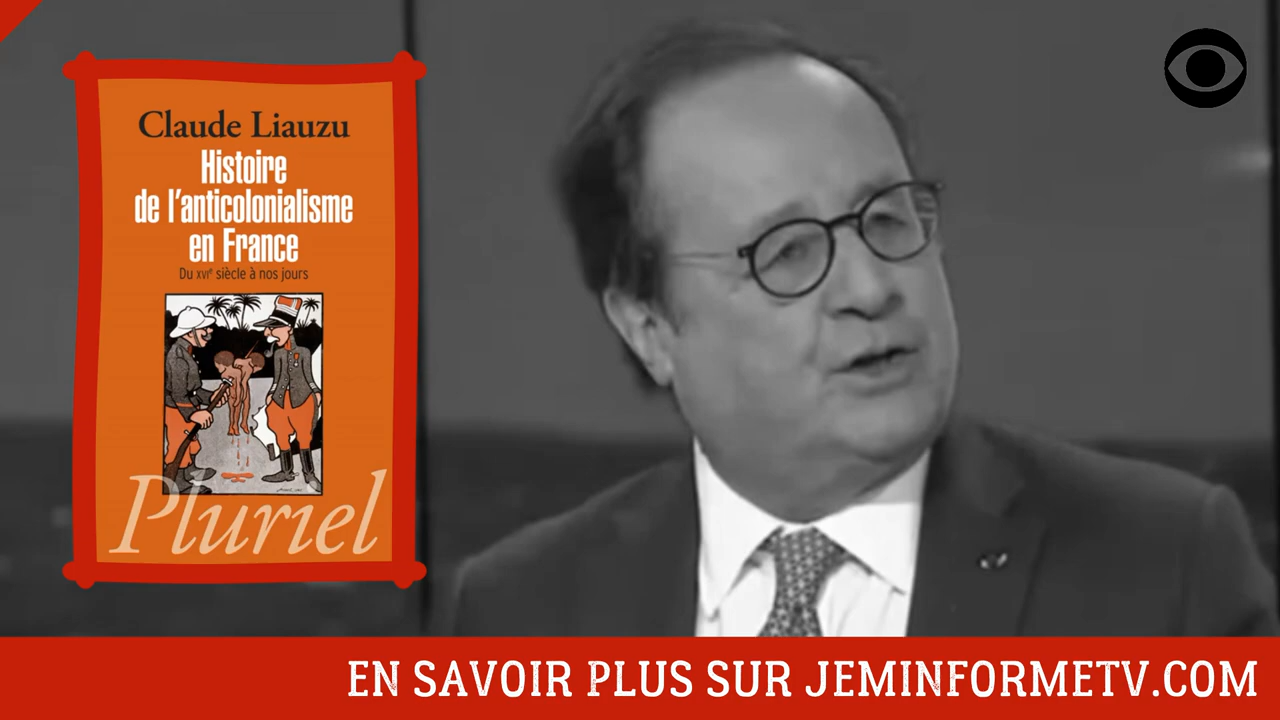 Claude Liauzu
Histoire
de l'anticolonialisme
en France
Du XVIe siècle à nos jours
Pluriel
EN SAVOIR PLUS SUR JEMINFORMETV.COM